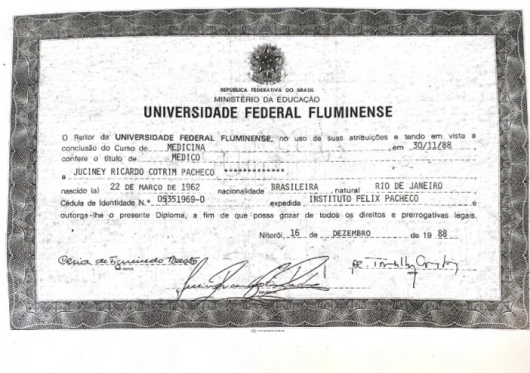 REPÚBLICA FEDERATIVA DO BRASIL
MINISTÉRIO DA EDUCAÇÃO
UNIVERSIDADE FEDERAL FLUMINENSE
O Reitor da UNIVERSIDADE FEDERAL FLUMINENSE, no uso de suas atribuições e tendo em vista a
conclusão do Curso de MEDICINA, em 30/11/88
confere o título de MEDICO
a JUCINEY RICARDO COTRIM PACHECO *************
nascido (a) 22 DE MARÇO DE 1962 nacionalidade BRASILEIRA natural RIO DE JANEIRO
Cédula de Identidade N.º. 05351969-0 expedida INSTITUTO FELIX PACHECO e
outorga-lhe o presente Diploma, a fim de que possa gozar de todos os direitos e prerrogativas legais.
Niterói, 16 de DEZEMBRO de 1988